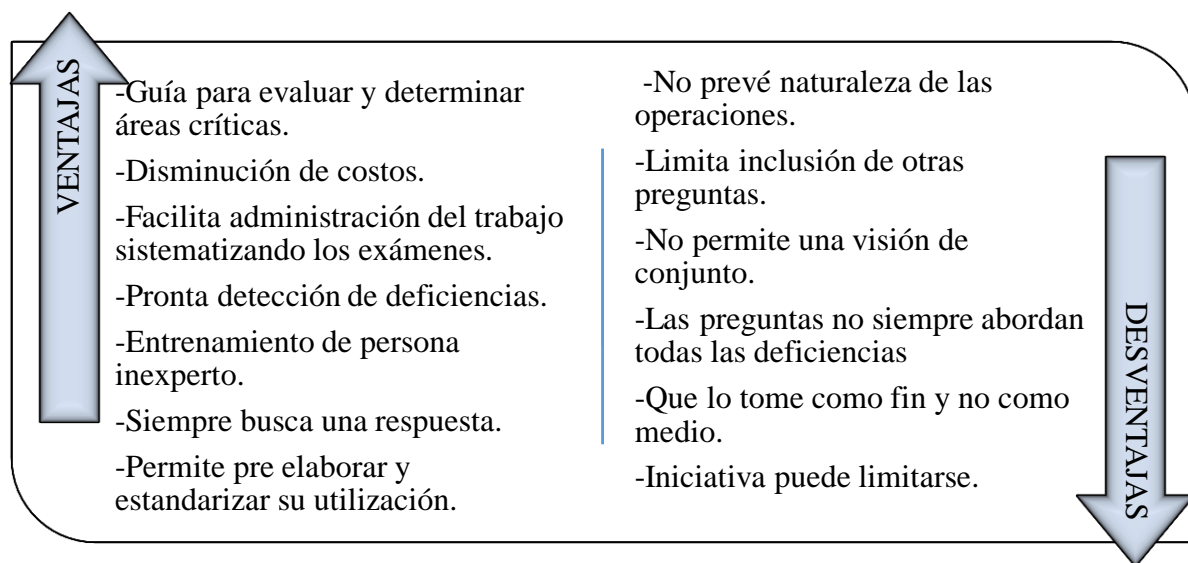 VENTAJAS
-Guía para evaluar y determinar
áreas críticas.
-Disminución de costos.
-Facilita administración del trabajo
sistematizando los exámenes.
-Pronta detección de deficiencias.
-Entrenamiento de persona
inexperto.
-Siempre busca una respuesta.
-Permite pre elaborar y
estandarizar su utilización.
-No prevé naturaleza de las
operaciones.
-Limita inclusión de otras
preguntas.
-No permite una visión de
conjunto.
-Las preguntas no siempre abordan
todas las deficiencias
-Que lo tome como fin y no como
medio.
-Iniciativa puede limitarse.
DESVENTAJAS